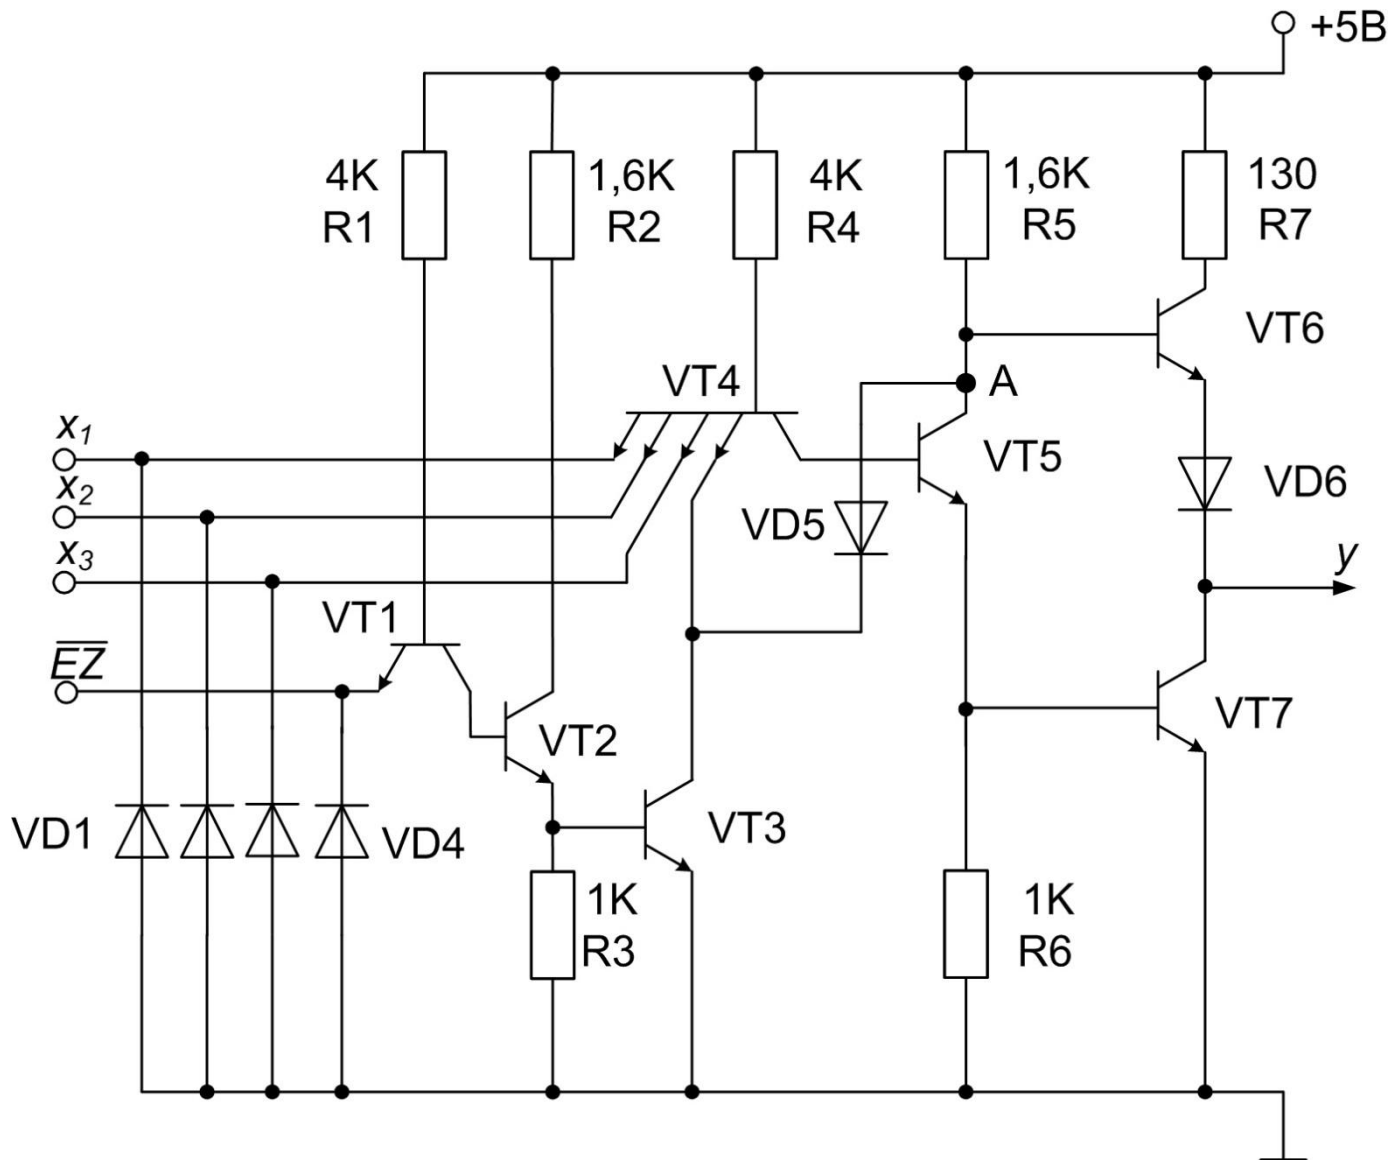 +5В
4K
R1
1,6K
R2
4K
R4
1,6K
R5
130
R7
VT6
VT4
A
x1
VT5
x2
VD6
VD5
x3
y
VT1
EZ
VT7
VT2
VD1
VD4
VT3
1K
R3
1K
R6